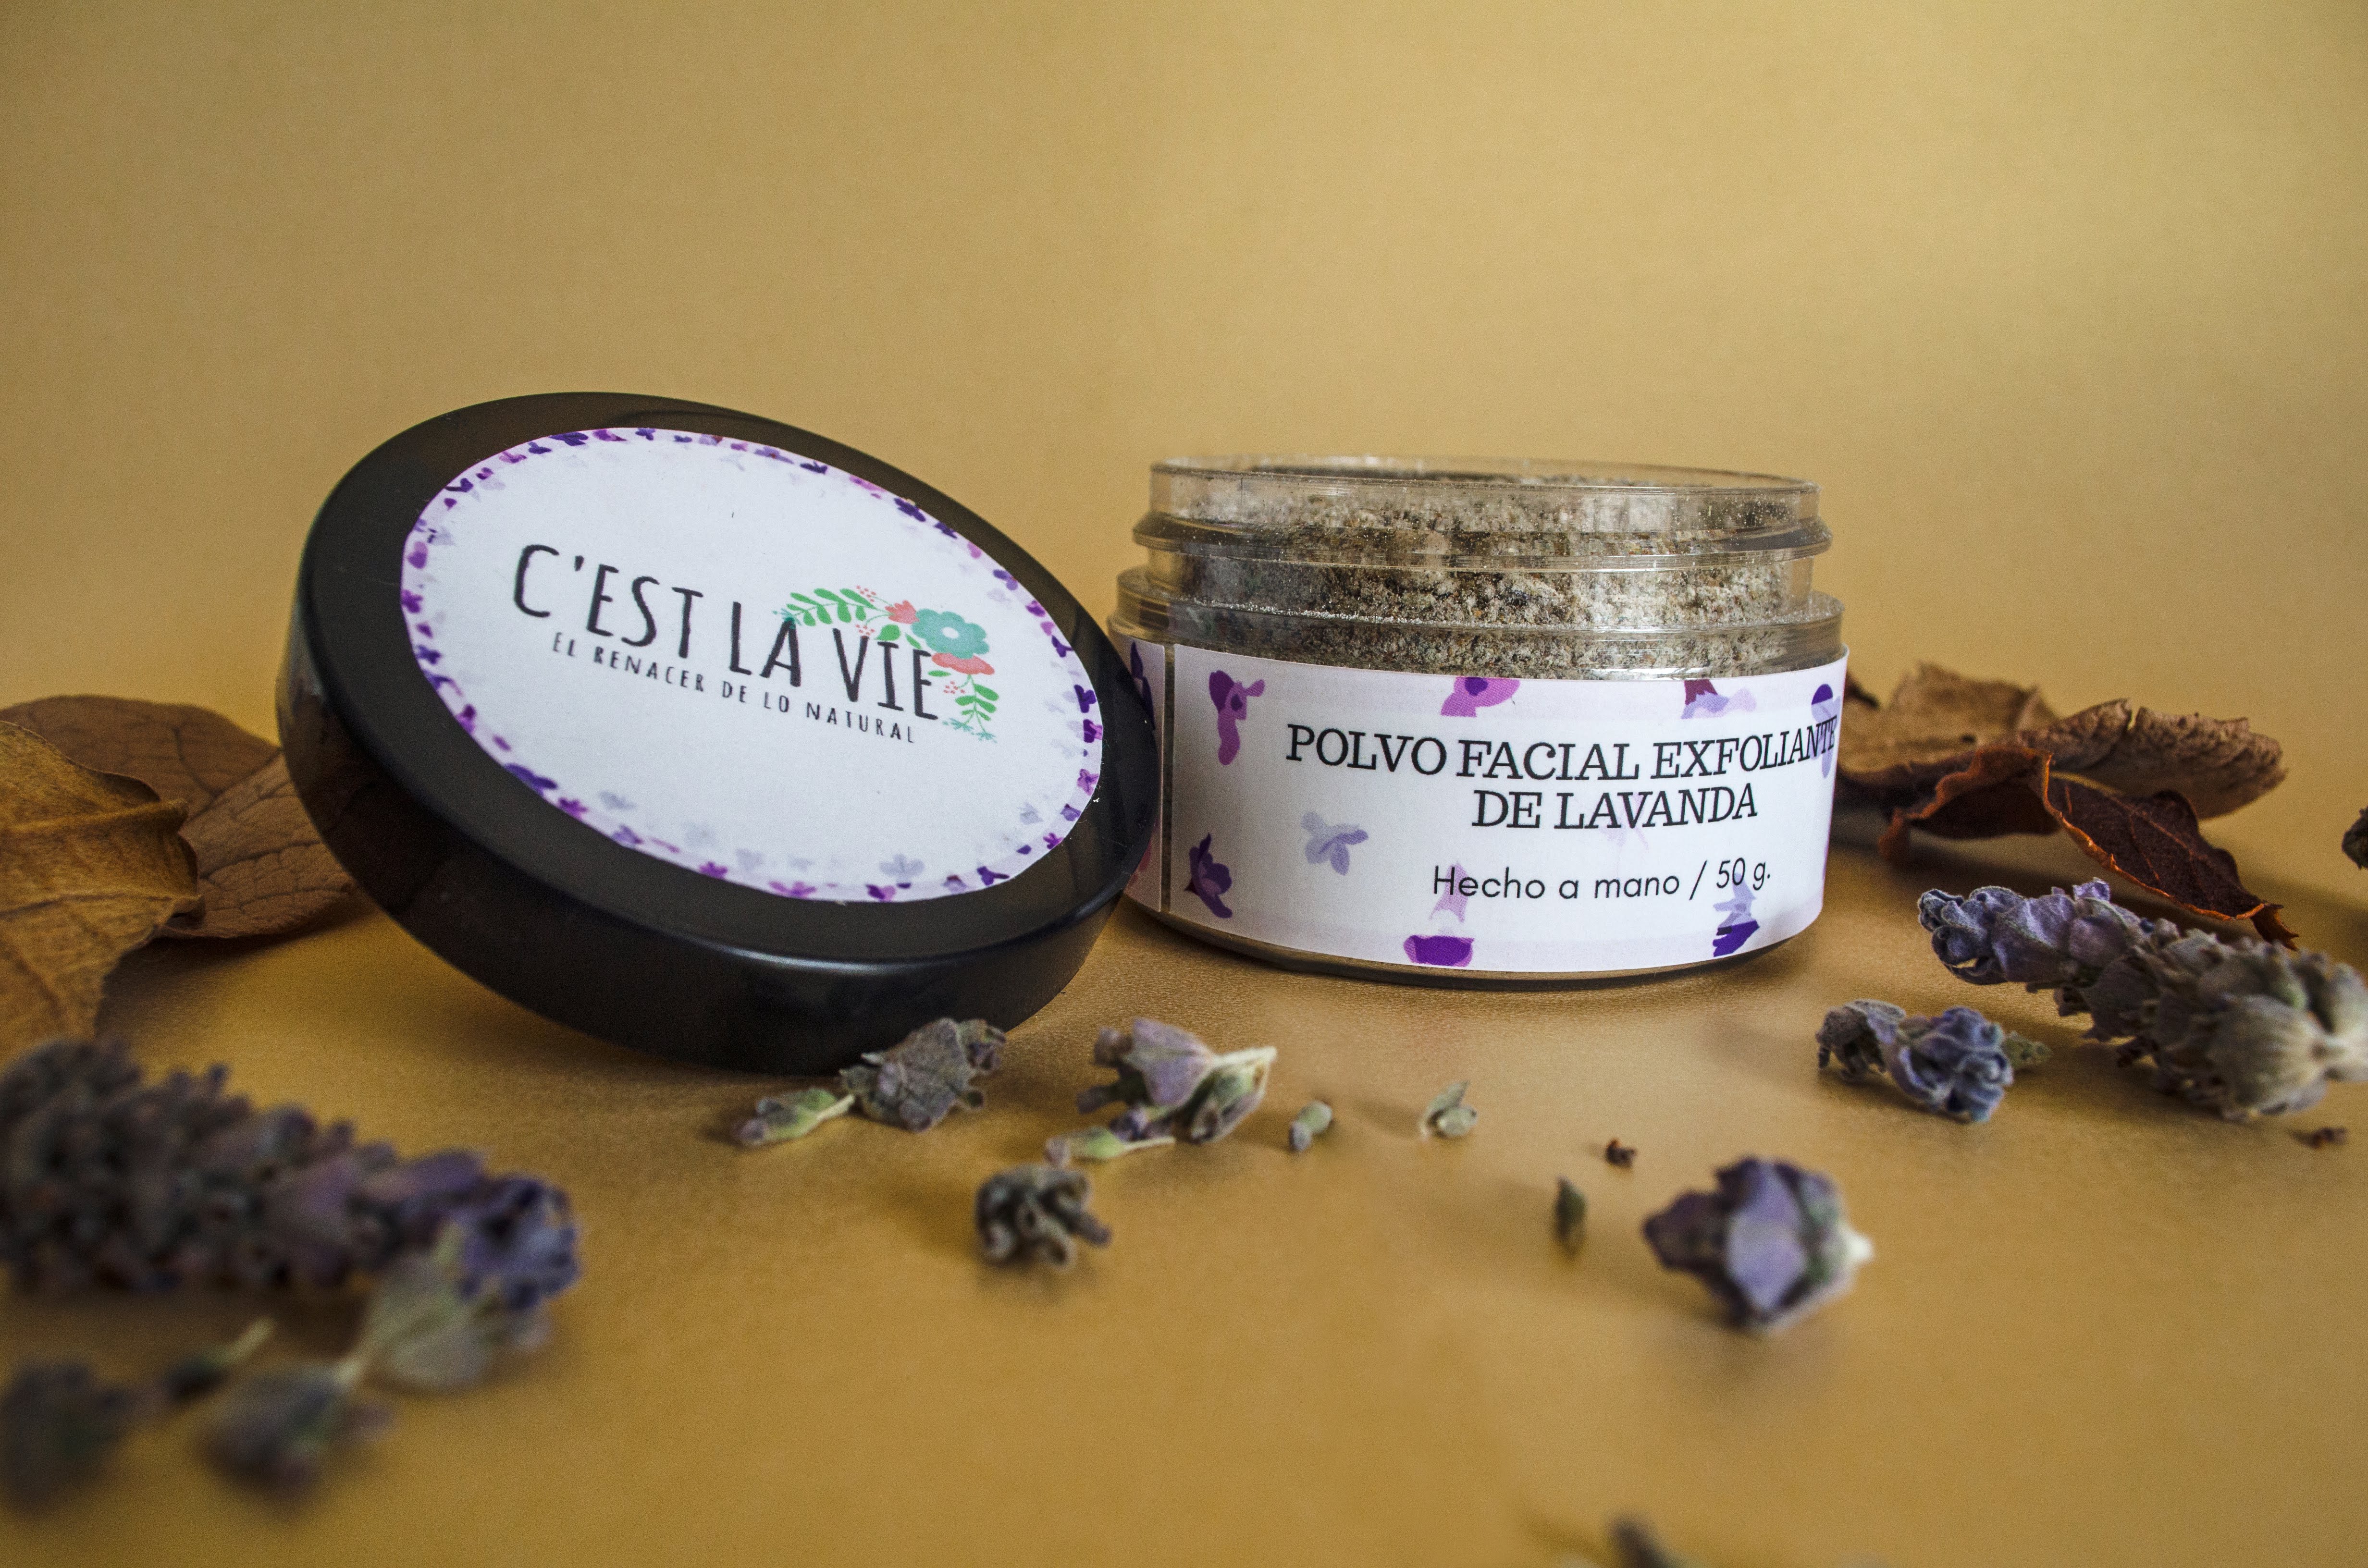 C'EST LA VIE
EL RENACER DE LO NATURAL
POLVO FACIAL EXFOLIANTE
DE LAVANDA
Hecho a mano / 50 g.